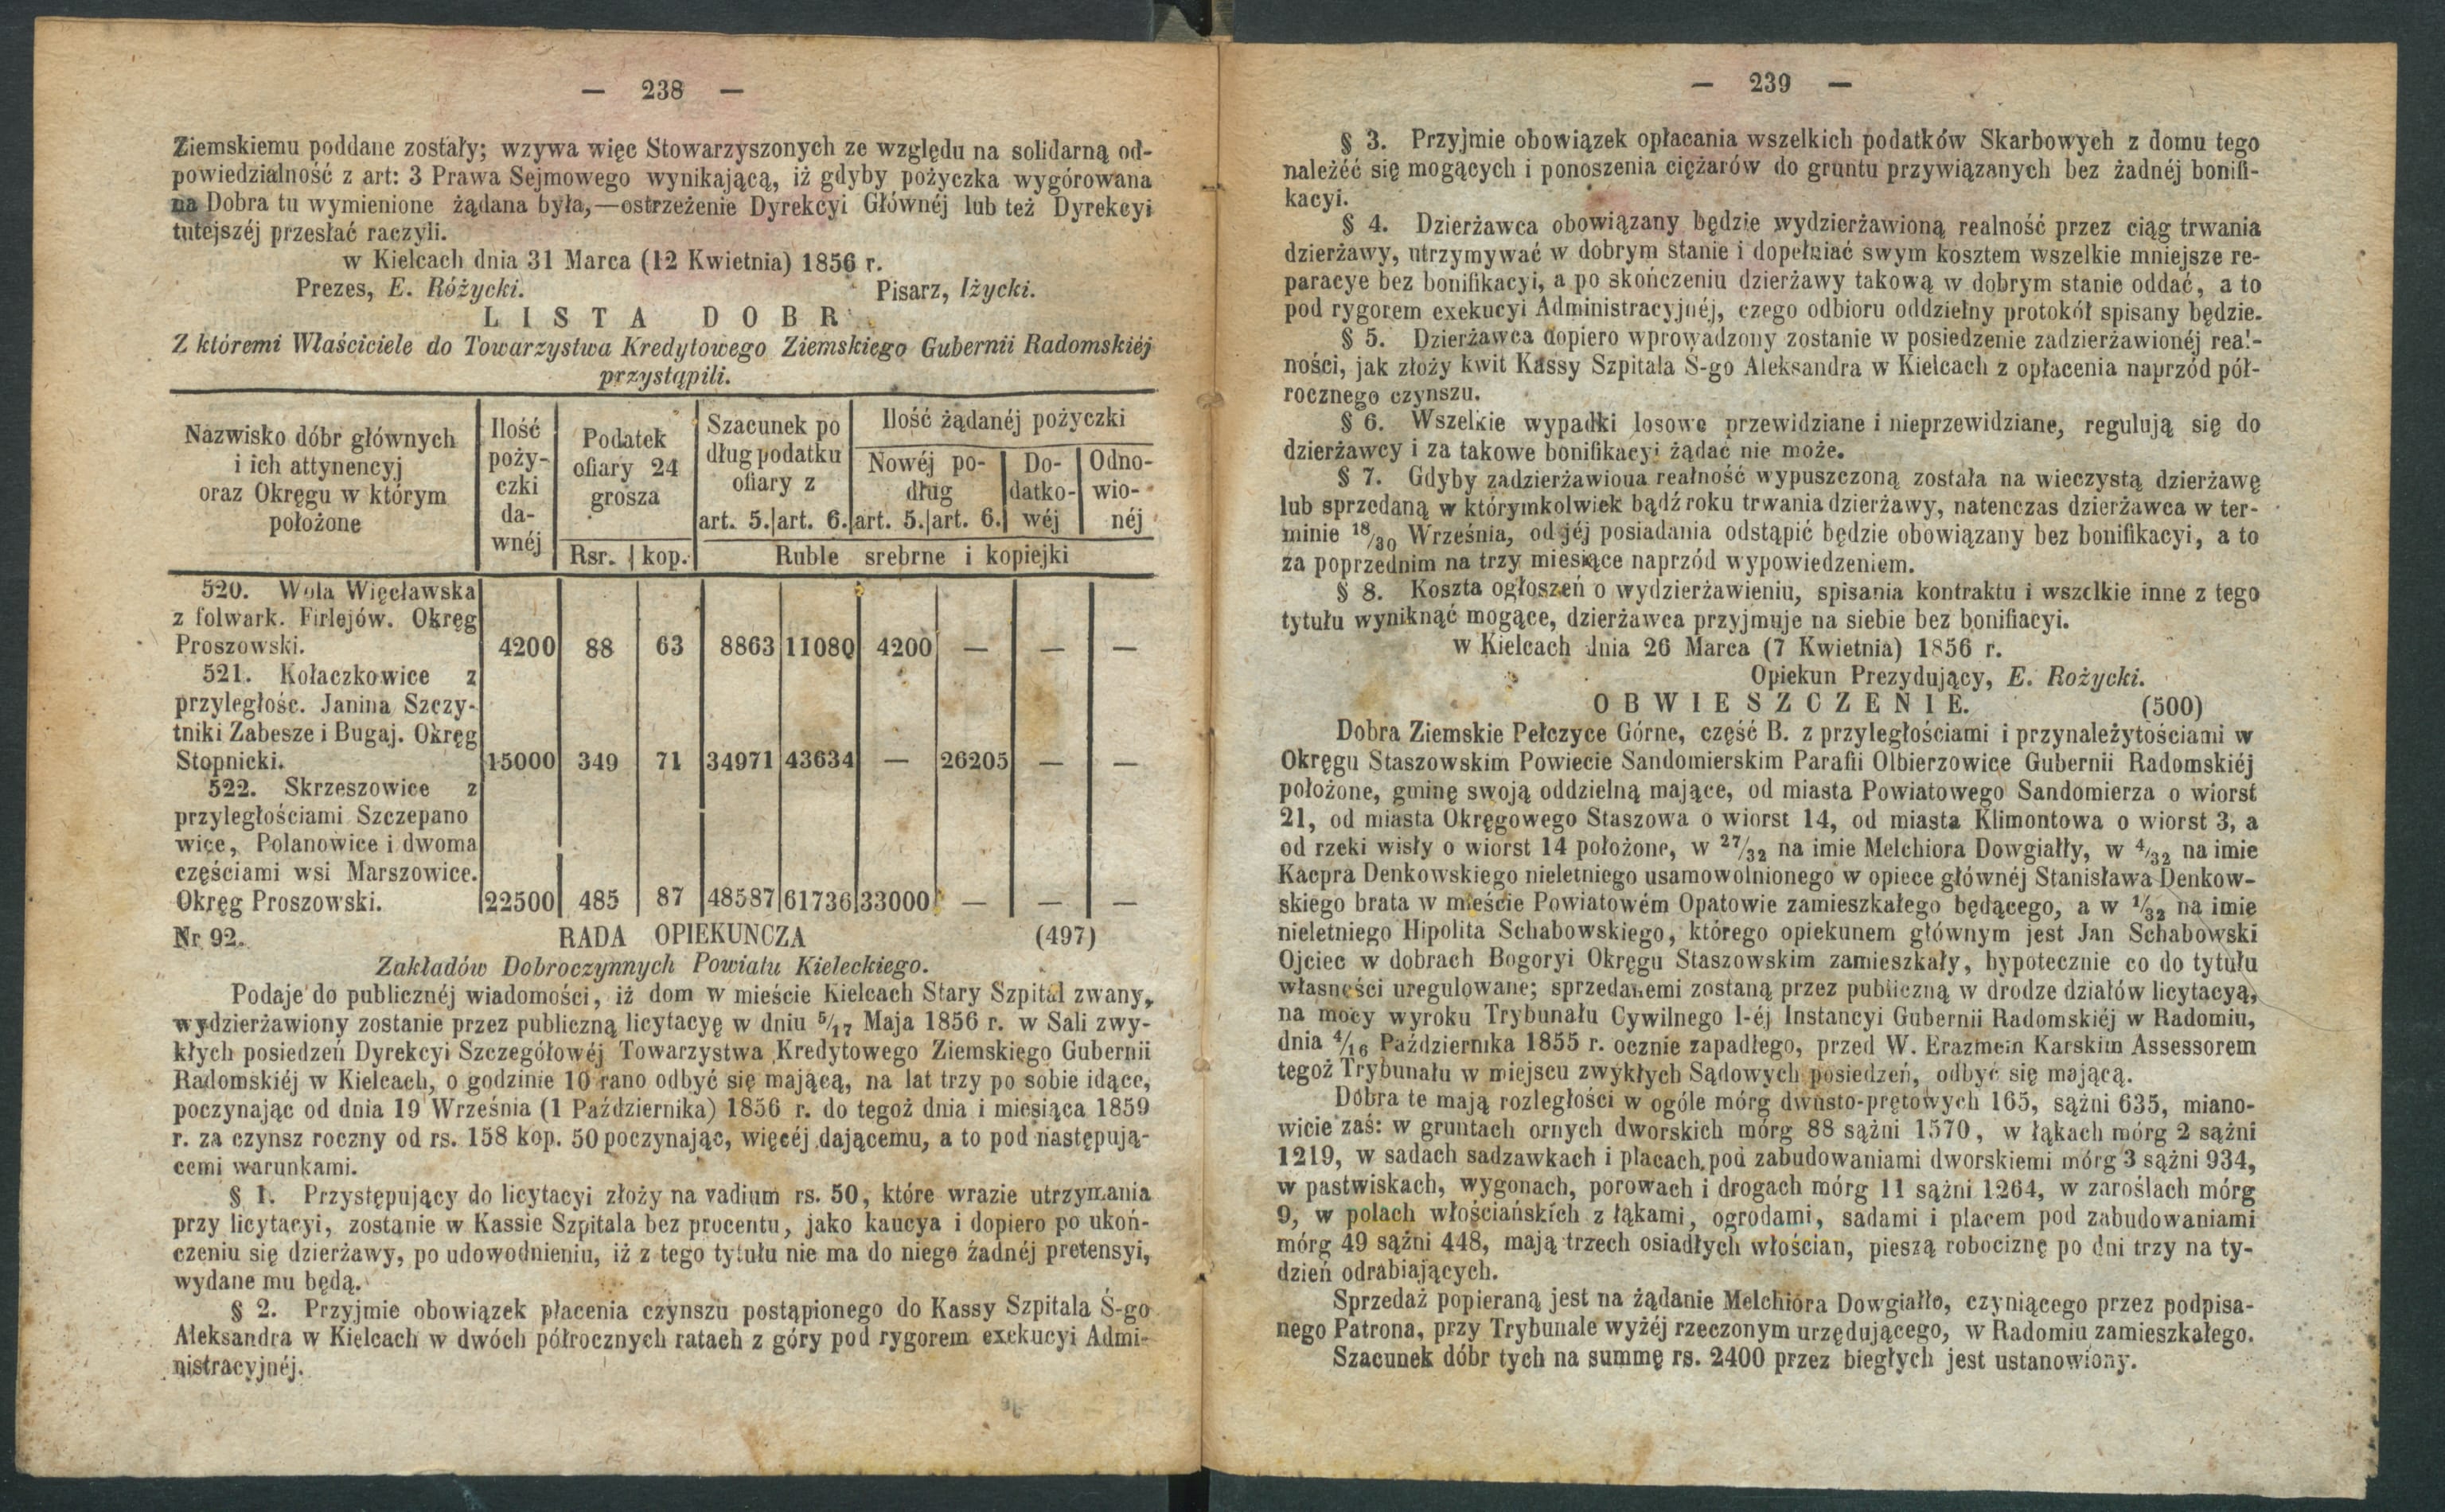 — 238 —
Ziemskiemu poddane zostały; wzywa więc Stowarzyszonych ze względu na solidarną od-
powiedzialność z art: 3 Prawa Sejmowego wynikającą, iż gdyby pożyczka wygórowana
na Dobra tu wymienione żądana była,—ostrzeżenie Dyrekcyi Głównéj lub też Dyrekcyi
tutejszéj przesłać raczyli.
w Kielcach dnia 31 Marca (12 Kwietnia) 1856 r.
Prezes, E. Różycki. Pisarz, Iżycki.
LISTA DOBR
Z któremi Właściciele do Towarzystwa Kredytowego Ziemskiego Gubernii Radomskiéj
przystąpili.
Nazwisko dóbr głównych
i ich attynencyj
oraz Okręgu w którym
położone
Ilość
poży-
czki
da-
wnéj
Podatek
ofiary 24
grosza
Rsr. kop.
Szacunek po
dług podatku
ofiary z
art. 5. art. 6.
Ilość żądanéj pożyczki
Nowéj po-
dług
art. 5. art. 6.
Do-
datko-
wéj
Odno-
wio-
néj
Ruble srebrne i kopiejki
520. Wola Więcławska
z folwark. Firlejów. Okręg
Proszowski. 4200 88 63 8863 11080 4200 — — —
521. Kołaczkowice z
przyległośc. Janina Szczy-
tniki Zabesze i Bugaj. Okręg
Stopnicki. 15000 349 71 34971 43634 — 26205 — —
522. Skrzeszowice z
przyległościami Szczepano
wice, Polanowice i dwoma
częściami wsi Marszowice.
Okręg Proszowski. 22500 485 87 48587 61736 33000 — — —
Nr 92. RADA OPIEKUNCZA (497)
Zakładów Dobroczynnych Powiatu Kieleckiego.
Podaje do publicznéj wiadomości, iż dom w mieście Kielcach Stary Szpital zwany,
wydzierżawiony zostanie przez publiczną licytacyę w dniu 5/17 Maja 1856 r. w Sali zwy-
kłych posiedzeń Dyrekcyi Szczegółowéj Towarzystwa Kredytowego Ziemskiego Gubernii
Radomskiéj w Kielcach, o godzinie 10 rano odbyć się mającą, na lat trzy po sobie idące,
poczynając od dnia 19 Września (1 Października) 1856 r. do tegoż dnia i miesiąca 1859
r. za czynsz roczny od rs. 158 kop. 50 poczynając, więcéj dającemu, a to pod następują-
cemi warunkami.
§ 1. Przystępujący do licytacyi złoży na vadium rs. 50, które wrazie utrzymania
przy licytacyi, zostanie w Kassie Szpitala bez procentu, jako kaucya i dopiero po ukoń-
czeniu się dzierżawy, po udowodnieniu, iż z tego tytułu nie ma do niego żadnéj pretensyi,
wydane mu będą.
§ 2. Przyjmie obowiązek płacenia czynszu postąpionego do Kassy Szpitala Ś-go
Aleksandra w Kielcach w dwóch półrocznych ratach z góry pod rygorem exekucyi Admi-
nistracyjnéj.
— 239 —
§ 3. Przyjmie obowiązek opłacania wszelkich podatków Skarbowych z domu tego
należéć się mogących i ponoszenia ciężarów do gruntu przywiązanych bez żadnéj bonifi-
kacyi.
§ 4. Dzierżawca obowiązany będzie wydzierżawioną realność przez ciąg trwania
dzierżawy, utrzymywać w dobrym stanie i dopełniać swym kosztem wszelkie mniejsze re-
paracye bez bonifikacyi, a po skończeniu dzierżawy takową w dobrym stanie oddać, a to
pod rygorem exekucyi Administracyjnéj, czego odbioru oddzielny protokół spisany będzie.
§ 5. Dzierżawca dopiero wprowadzony zostanie w posiedzenie zadzierżawionéj real-
ności, jak złoży kwit Kassy Szpitala Ś-go Aleksandra w Kielcach z opłacenia naprzód pół-
rocznego czynszu.
§ 6. Wszelkie wypadki losowe przewidziane i nieprzewidziane, regulują się do
dzierżawcy i za takowe bonifikacyi żądać nie może.
§ 7. Gdyby zadzierżawioua realność wypuszczoną została na wieczystą dzierżawę
lub sprzedaną w którymkolwiek bądź roku trwania dzierżawy, natenczas dzierżawca w ter-
minie 18/30 Września, od jéj posiadania odstąpić będzie obowiązany bez bonifikacyi, a to
za poprzednim na trzy miesiące naprzód wypowiedzeniem.
§ 8. Koszta ogłoszeń o wydzierżawieniu, spisania kontraktu i wszelkie inne z tego
tytułu wyniknąć mogące, dzierżawca przyjmuje na siebie bez bonifiacyi.
w Kielcach dnia 26 Marca (7 Kwietnia) 1856 r.
Opiekun Prezydujący, E. Rożycki.
OBWIESZCZENIE. (500)
Dobra Ziemskie Pełczyce Górne, część B. z przyległościami i przynależytościami w
Okręgu Staszowskim Powiecie Sandomierskim Parafii Olbierzowice Gubernii Radomskiéj
położone, gminę swoją oddzielną mające, od miasta Powiatowego Sandomierza o wiorst
21, od miasta Okręgowego Staszowa o wiorst 14, od miasta Klimontowa o wiorst 3, a
od rzeki wisły o wiorst 14 położone, w 27/32 na imie Melchiora Dowgiałły, w 4/32 na imie
Kacpra Denkowskiego nieletniego usamowolnionego w opiece głównéj Stanisława Denkow-
skiego brata w mieście Powiatowém Opatowie zamieszkałego będącego, a w 1/32 na imie
nieletniego Hipolita Schabowskiego, którego opiekunem głównym jest Jan Schabowski
Ojciec w dobrach Bogoryi Okręgu Staszowskim zamieszkały, hypotecznie co do tytułu
własności uregulowane; sprzedanemi zostaną przez publiczną w drodze działów licytacyą,
na mocy wyroku Trybunału Cywilnego I-éj Instancyi Gubernii Radomskiéj w Radomiu,
dnia 4/16 Października 1855 r. ocznie zapadłego, przed W. Erazmem Karskim Assessorem
tegoż Trybunału w miejscu zwykłych Sądowych posiedzeń, odbyć się mającą.
Dobra te mają rozległości w ogóle mórg dwusto-prętowych 165, sążni 635, miano-
wicie zaś: w gruntach ornych dworskich mórg 88 sążni 1570, w łąkach mórg 2 sążni
1219, w sadach sadzawkach i placach pod zabudowaniami dworskiemi mórg 3 sążni 934,
w pastwiskach, wygonach, porowach i drogach mórg 11 sążni 1264, w zaroślach mórg
9, w polach włościańskich z łąkami, ogrodami, sadami i placem pod zabudowaniami
mórg 49 sążni 448, mają trzech osiadłych włościan, pieszą robociznę po dni trzy na ty-
dzień odrabiających.
Sprzedaż popieraną jest na żądanie Melchióra Dowgiałło, czyniącego przez podpisa-
nego Patrona, przy Trybunale wyżéj rzeczonym urzędującego, w Radomiu zamieszkałego.
Szacunek dóbr tych na summę rs. 2400 przez biegłych jest ustanowiony.